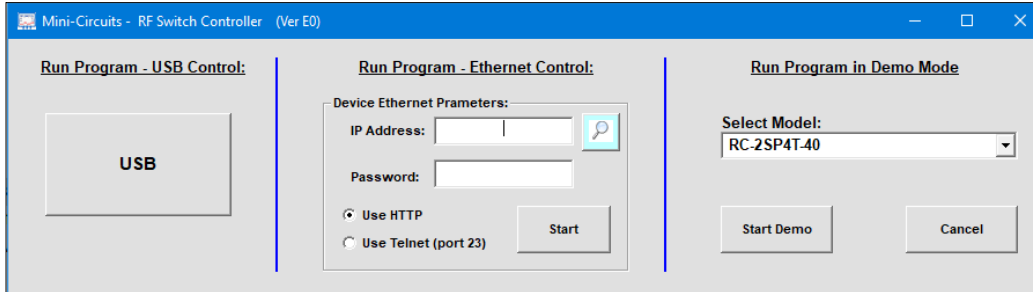 Mini-Circuits - RF Switch Controller (Ver E0)
Run Program - USB Control:
USB
Run Program - Ethernet Control:
Device Ethernet Prameters:
IP Address:
Password:
Use HTTP
Use Telnet (port 23)
Start
Run Program in Demo Mode
Select Model:
RC-2SP4T-40
Start Demo
Cancel